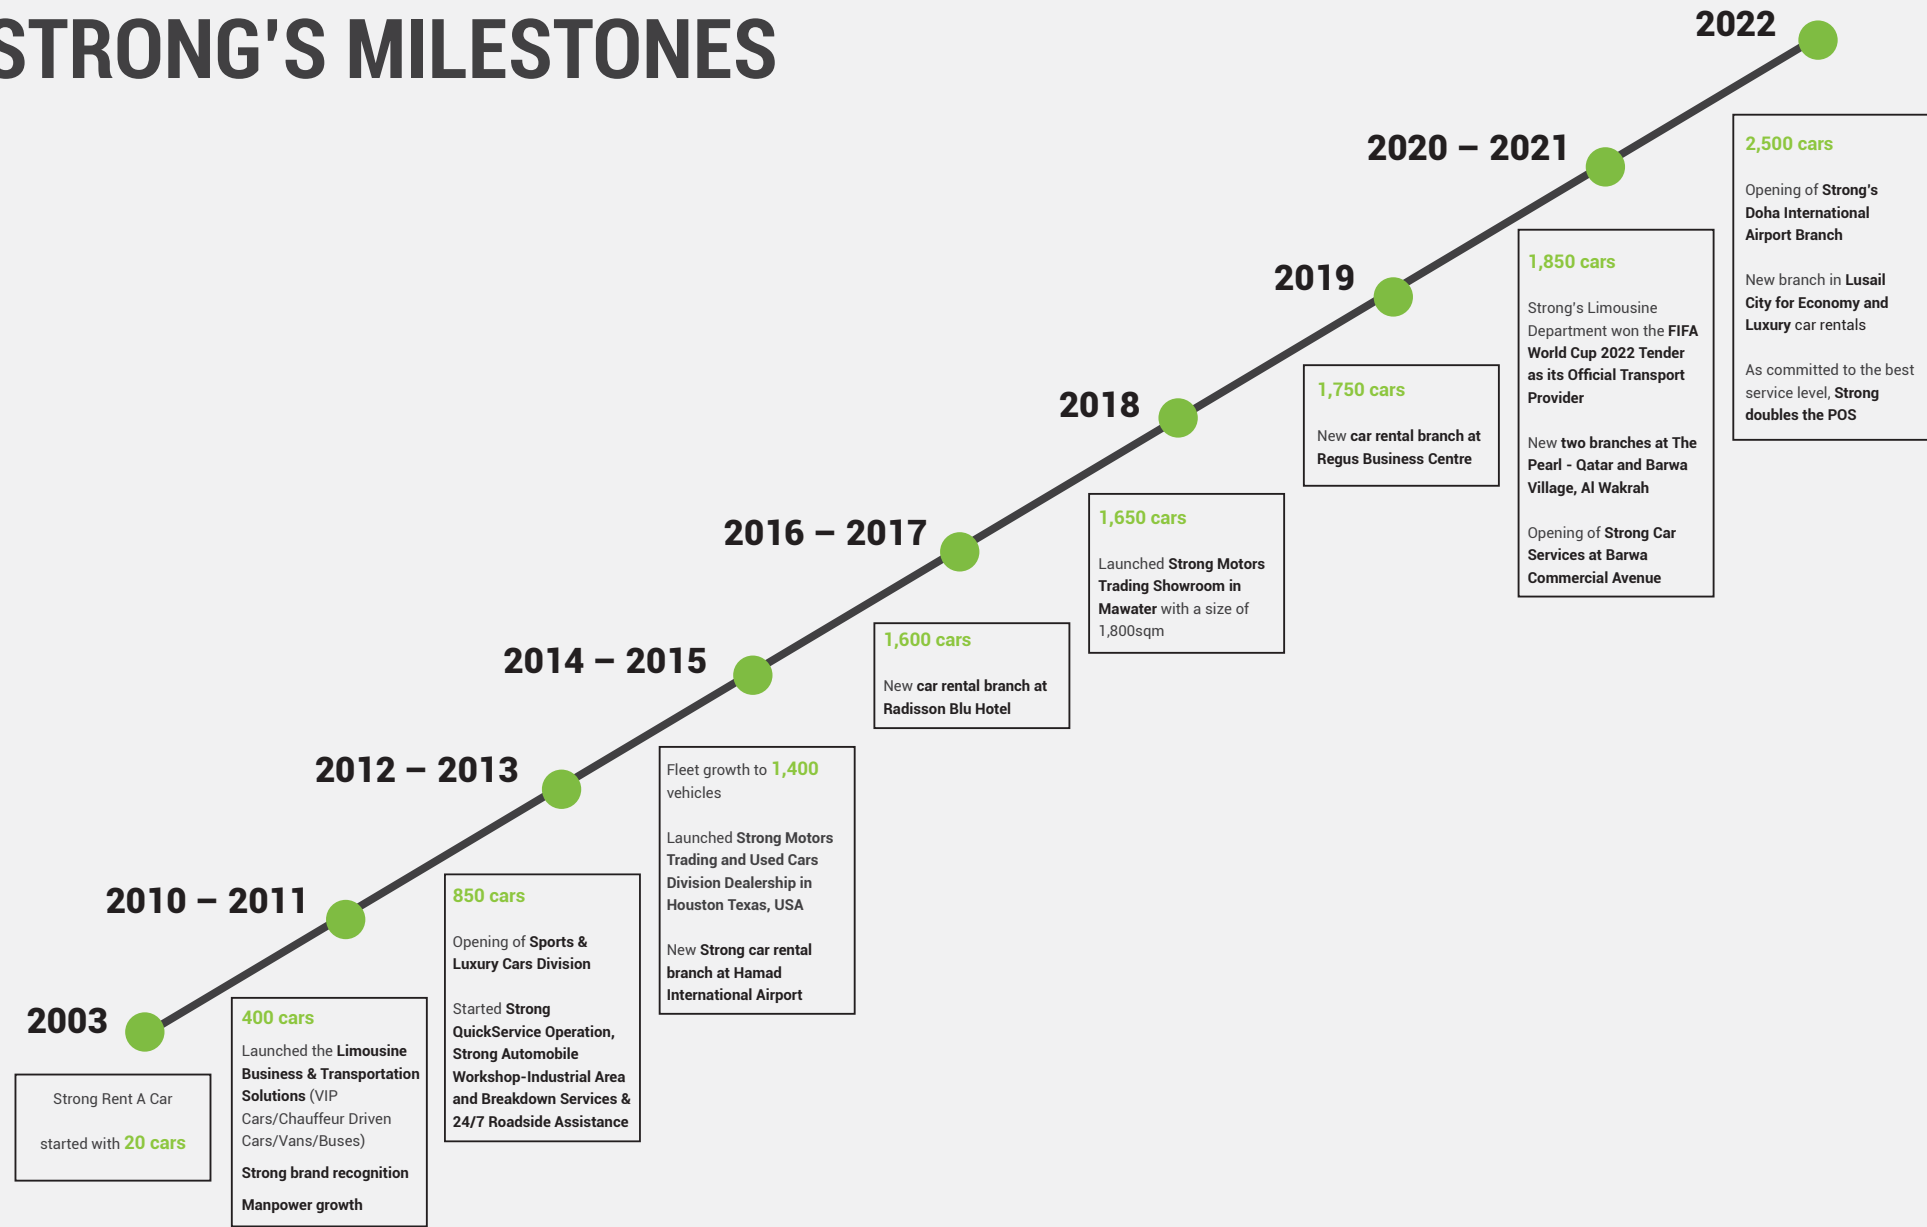 STRONG'S MILESTONES
2003
Strong Rent A Car
started with 20 cars
2010 – 2011
400 cars
Launched the Limousine
Business & Transportation
Solutions (VIP
Cars/Chauffeur Driven
Cars/Vans/Buses)
Strong brand recognition
Manpower growth
2012 – 2013
850 cars
Opening of Sports &
Luxury Cars Division
Started Strong
QuickService Operation,
Strong Automobile
Workshop-Industrial Area
and Breakdown Services &
24/7 Roadside Assistance
2014 – 2015
Fleet growth to 1,400
vehicles
Launched Strong Motors
Trading and Used Cars
Division Dealership in
Houston Texas, USA
New Strong car rental
branch at Hamad
International Airport
2016 – 2017
1,600 cars
New car rental branch at
Radisson Blu Hotel
2018
1,650 cars
Launched Strong Motors
Trading Showroom in
Mawater with a size of
1,800sqm
2019
1,750 cars
New car rental branch at
Regus Business Centre
2020 – 2021
1,850 cars
Strong's Limousine
Department won the FIFA
World Cup 2022 Tender
as its Official Transport
Provider
New two branches at The
Pearl - Qatar and Barwa
Village, Al Wakrah
Opening of Strong Car
Services at Barwa
Commercial Avenue
2022
2,500 cars
Opening of Strong's
Doha International
Airport Branch
New branch in Lusail
City for Economy and
Luxury car rentals
As committed to the best
service level, Strong
doubles the POS